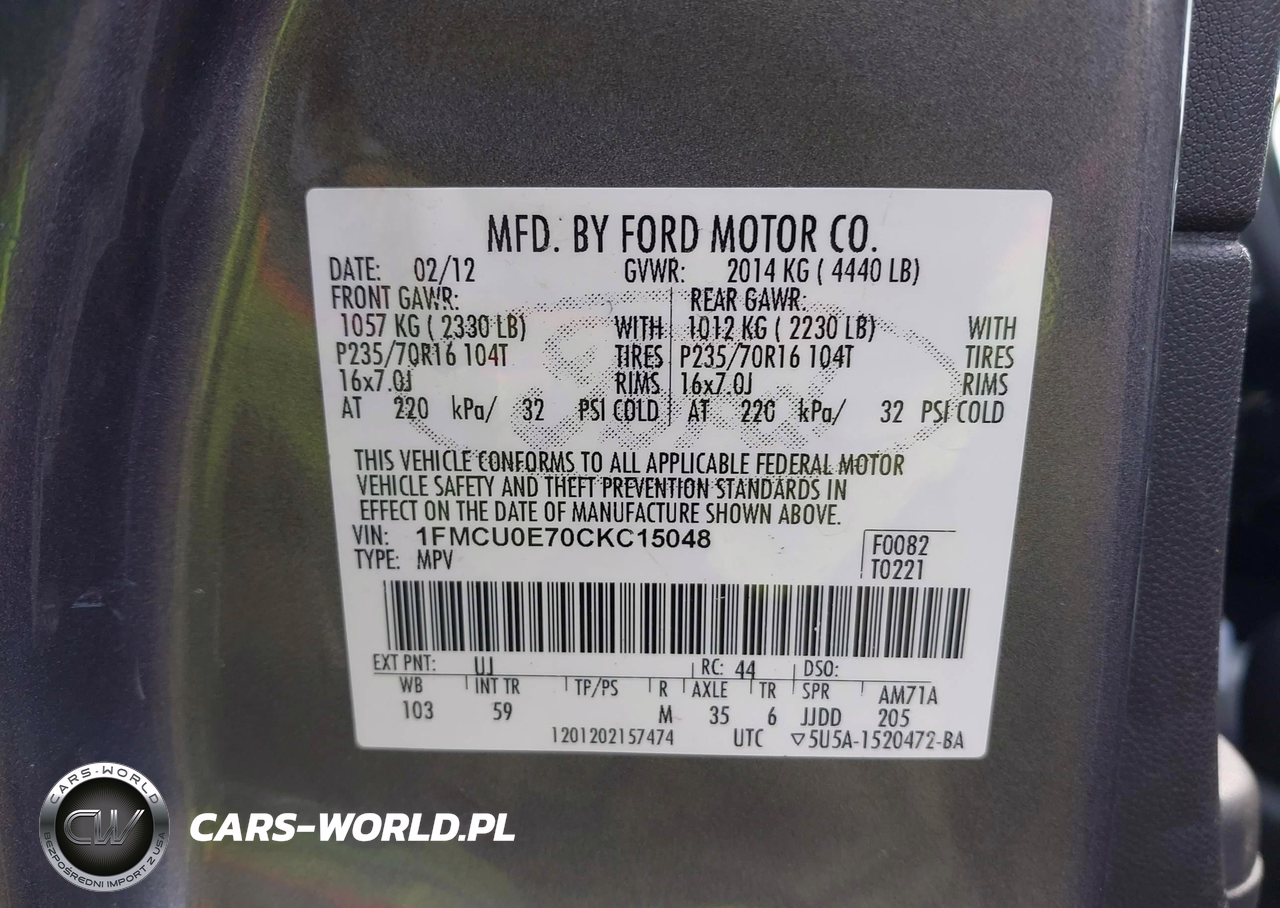 MFD. BY FORD MOTOR CO.
DATE: 02/12 GVWR: 2014 KG ( 4440 LB)
FRONT GAWR: REAR GAWR:
1057 KG ( 2330 LB) WITH 1012 KG ( 2230 LB) WITH
P235/70R16 104T TIRES P235/70R16 104T TIRES
16x7.0J RIMS 16x7.0J RIMS
AT 220 kPa/ 32 PSI COLD AT 220 kPa/ 32 PSI COLD
THIS VEHICLE CONFORMS TO ALL APPLICABLE FEDERAL MOTOR
VEHICLE SAFETY AND THEFT PREVENTION STANDARDS IN
EFFECT ON THE DATE OF MANUFACTURE SHOWN ABOVE.
VIN: 1FMCU0E70CKC15048 F0082
TYPE: MPV T0221
EXT PNT: UJ RC: 44 DSO:
WB INT TR TP/PS R AXLE TR SPR AM71A
103 59 M 35 6 JJDD 205
1201202157474 UTC ▽5U5A-1520472-BA
CARS-WORLD
CW
BEZPOŚREDNI IMPORT Z USA
CARS-WORLD.PL